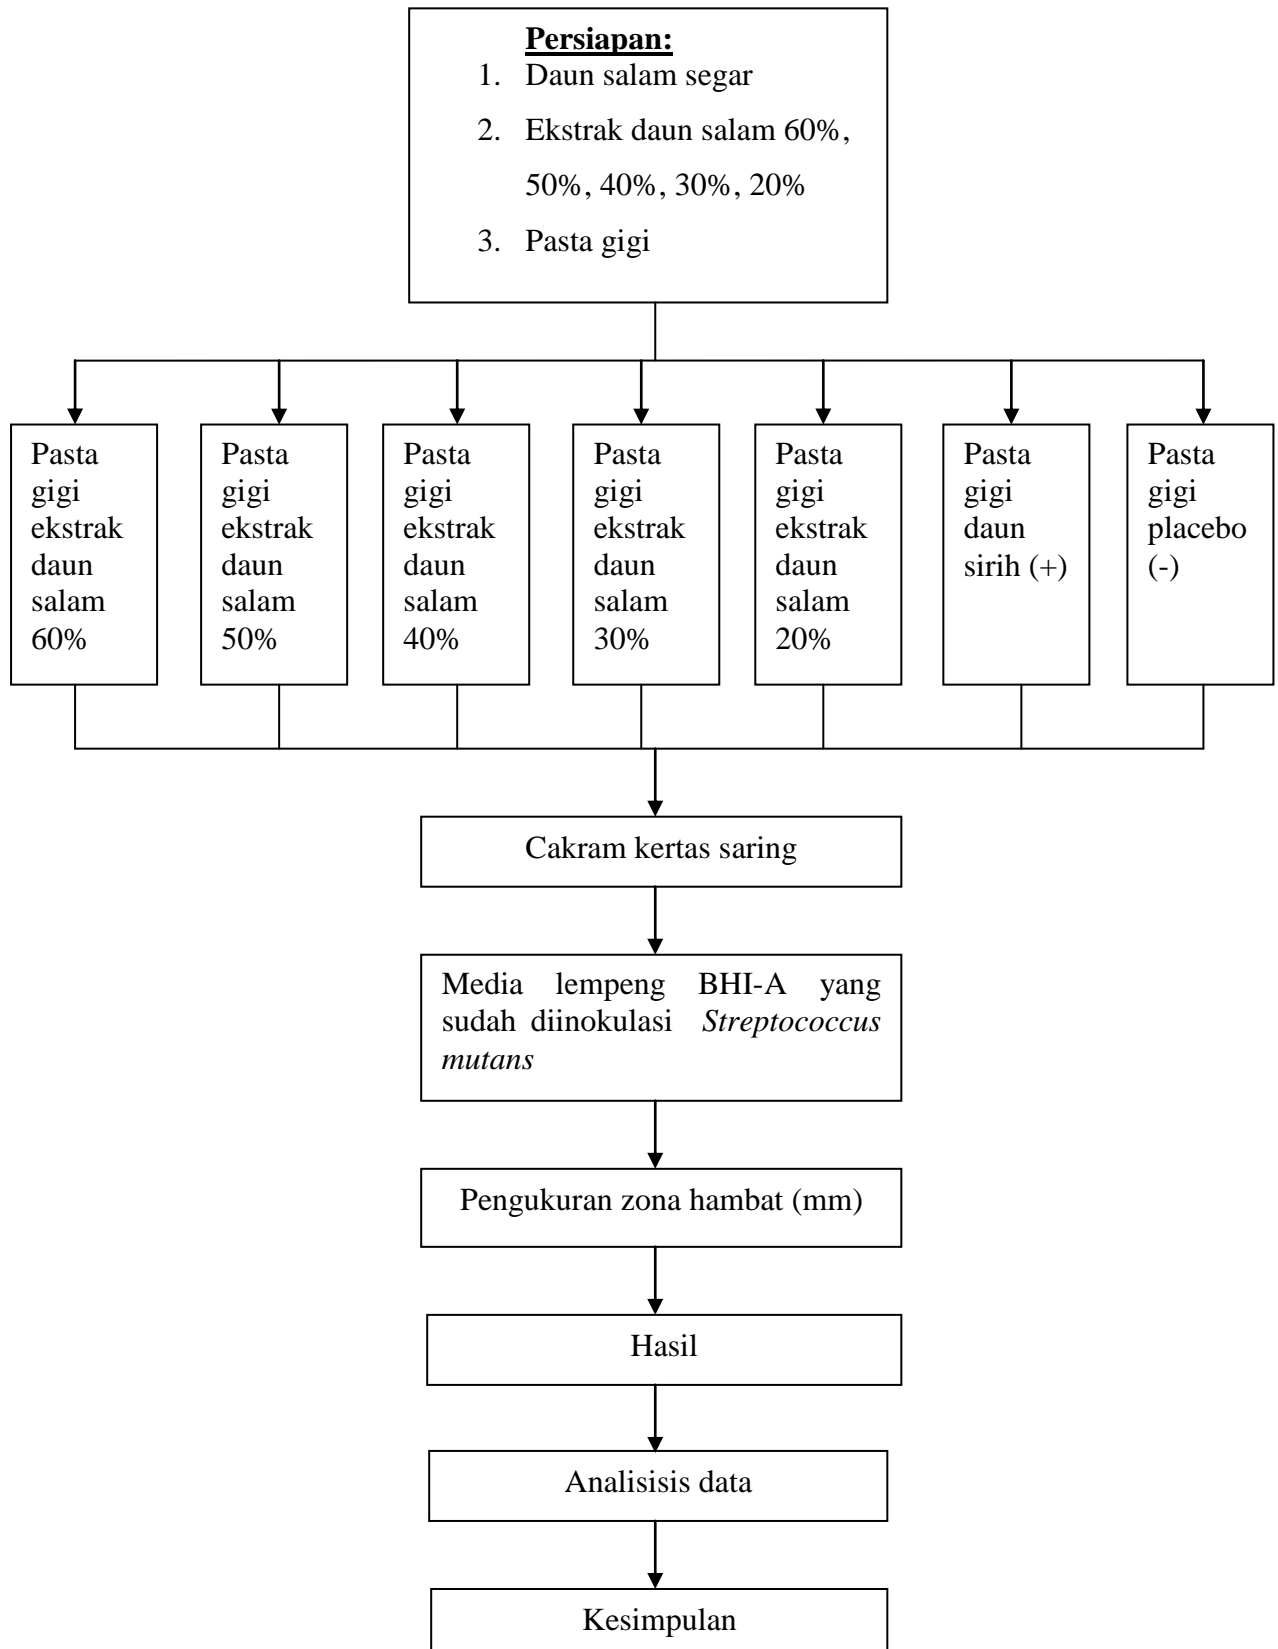 Persiapan:
1. Daun salam segar
2. Ekstrak daun salam 60%,
50%, 40%, 30%, 20%
3. Pasta gigi
Pasta
gigi
ekstrak
daun
salam
60%
Pasta
gigi
ekstrak
daun
salam
50%
Pasta
gigi
ekstrak
daun
salam
40%
Pasta
gigi
ekstrak
daun
salam
30%
Pasta
gigi
ekstrak
daun
salam
20%
Pasta
gigi
daun
sirih (+)
Pasta
gigi
placebo
(-)
Cakram kertas saring
Media lempeng BHI-A yang
sudah diinokulasi Streptococcus
mutans
Pengukuran zona hambat (mm)
Hasil
Analisisis data
Kesimpulan